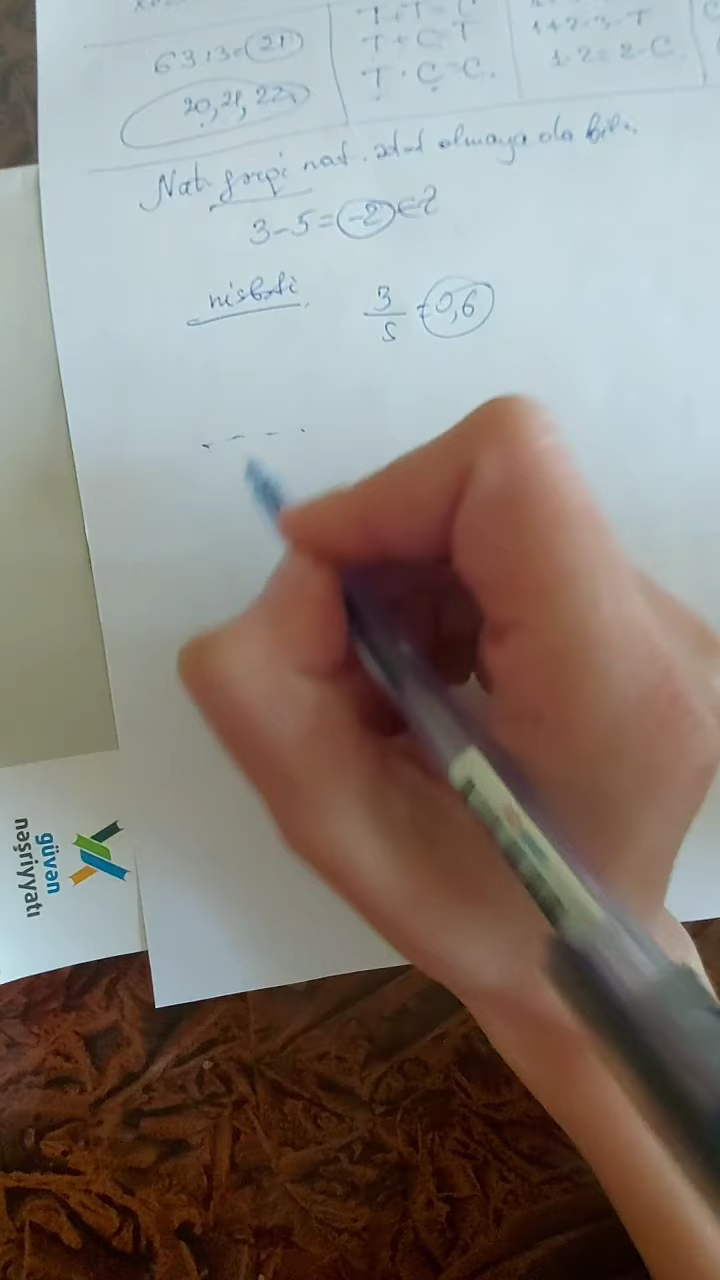 63:3=21
20, 21, 22
T+T=C
T+C=T
T·C=C.
1+2=3-T
1·2=2-C
Nat. fərqi nat. ədəd olmaya da bilər.
3-5=-2∈Z
nisbəti
3/5=0,6
güvən
nəşriyyatı